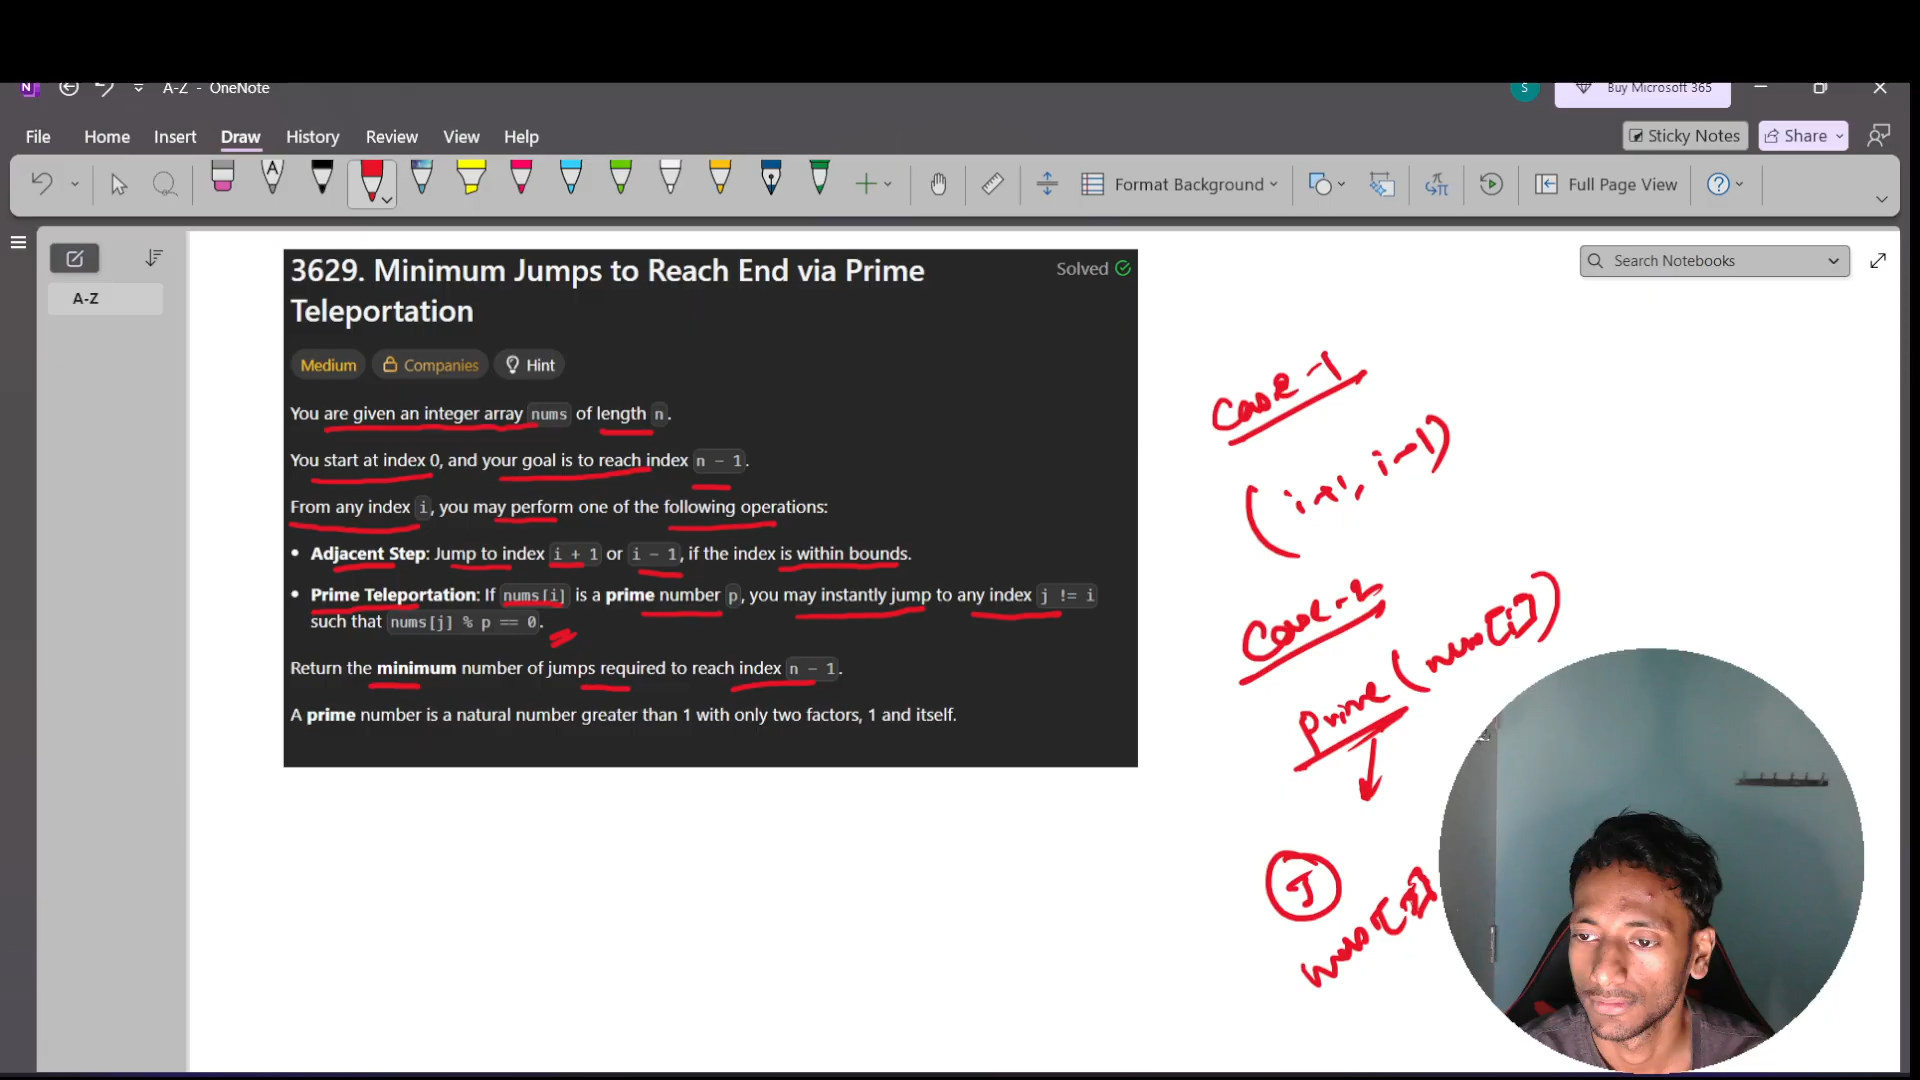 A-Z - OneNote
S
Buy Microsoft 365
File Home Insert Draw History Review View Help
Sticky Notes
Share
Format Background
Full Page View
A-Z
Search Notebooks
3629. Minimum Jumps to Reach End via Prime
Teleportation
Solved
Medium Companies Hint
You are given an integer array nums of length n.
You start at index 0, and your goal is to reach index n - 1.
From any index i, you may perform one of the following operations:
• Adjacent Step: Jump to index i + 1 or i - 1, if the index is within bounds.
• Prime Teleportation: If nums[i] is a prime number p, you may instantly jump to any index j != i
such that nums[j] % p == 0.
Return the minimum number of jumps required to reach index n - 1.
A prime number is a natural number greater than 1 with only two factors, 1 and itself.
Case-1
(i+1, i-1)
Case-2
Prime (nums[i])
J